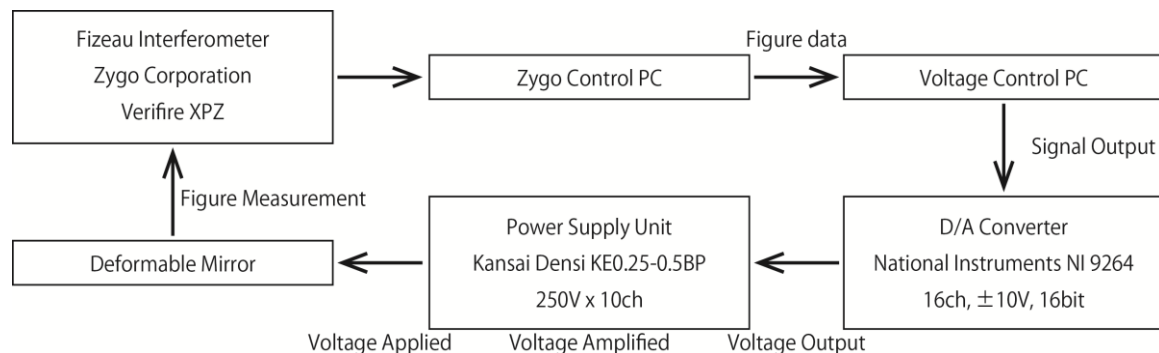 Fizeau Interferometer
Zygo Corporation
Verifire XPZ
Zygo Control PC
Figure data
Voltage Control PC
Signal Output
Figure Measurement
Deformable Mirror
Power Supply Unit
Kansai Densi KE0.25-0.5BP
250V x 10ch
D/A Converter
National Instruments NI 9264
16ch, ±10V, 16bit
Voltage Applied
Voltage Amplified
Voltage Output